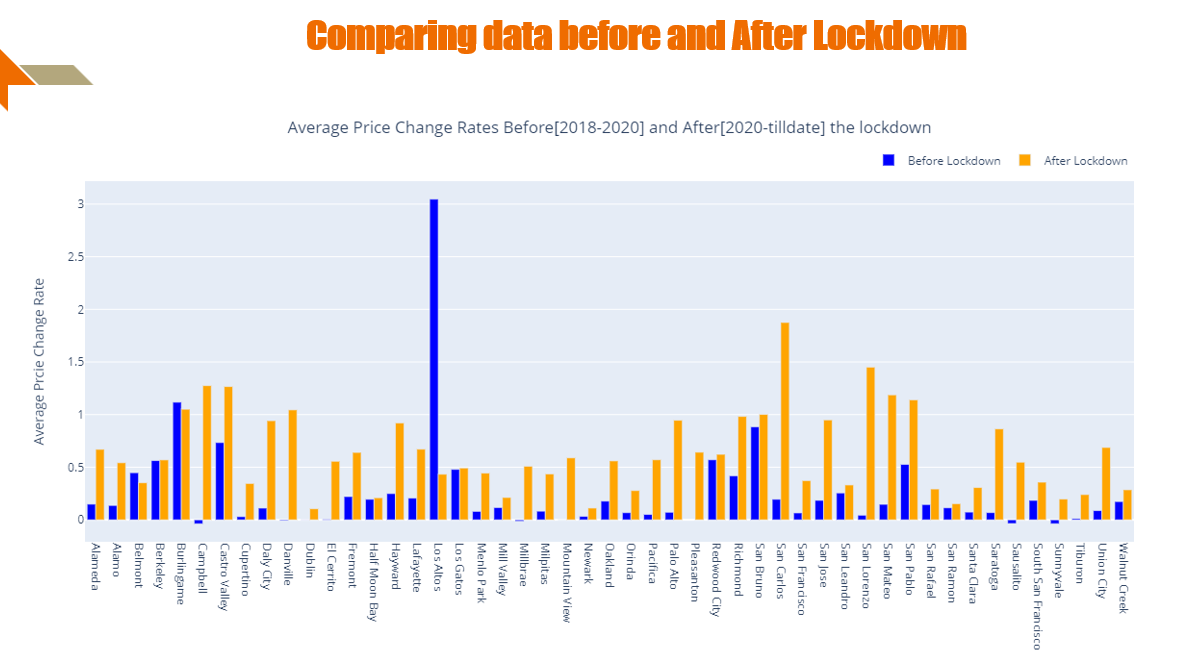 Comparing data before and After Lockdown
Average Price Change Rates Before[2018-2020] and After[2020-tilldate] the lockdown
Before Lockdown
After Lockdown
Average Prcie Change Rate
3
2.5
2
1.5
1
0.5
0
Alameda
Alamo
Belmont
Berkeley
Burlingame
Campbell
Castro Valley
Cupertino
Daly City
Danville
Dublin
El Cerrito
Fremont
Half Moon Bay
Hayward
Lafayette
Los Altos
Los Gatos
Menlo Park
Mill Valley
Millbrae
Milpitas
Mountain View
Newark
Oakland
Orinda
Pacifica
Palo Alto
Pleasanton
Redwood City
Richmond
San Bruno
San Carlos
San Francisco
San Jose
San Leandro
San Lorenzo
San Mateo
San Pablo
San Rafael
San Ramon
Santa Clara
Saratoga
Sausalito
South San Francisco
Sunnyvale
Tiburon
Union City
Walnut Creek